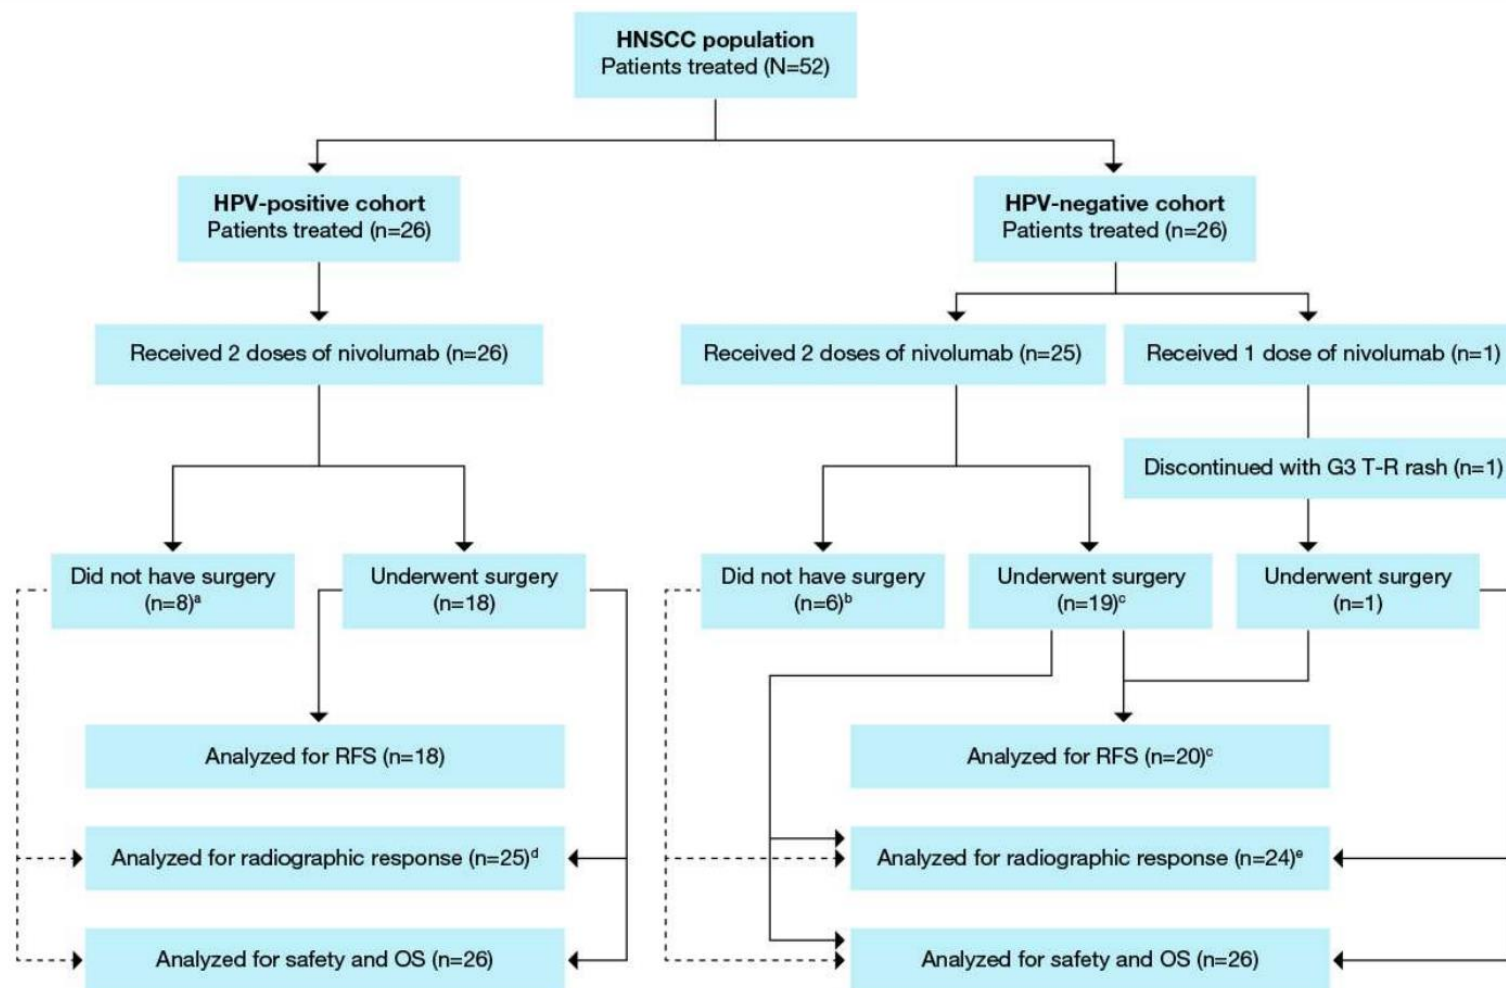 HNSCC population
Patients treated (N=52)
HPV-positive cohort
Patients treated (n=26)
HPV-negative cohort
Patients treated (n=26)
Received 2 doses of nivolumab (n=26)
Received 2 doses of nivolumab (n=25)
Received 1 dose of nivolumab (n=1)
Discontinued with G3 T-R rash (n=1)
Did not have surgery
(n=8)ᵃ
Underwent surgery
(n=18)
Did not have surgery
(n=6)ᵇ
Underwent surgery
(n=19)ᶜ
Underwent surgery
(n=1)
Analyzed for RFS (n=18)
Analyzed for RFS (n=20)ᶜ
Analyzed for radiographic response (n=25)ᵈ
Analyzed for radiographic response (n=24)ᵉ
Analyzed for safety and OS (n=26)
Analyzed for safety and OS (n=26)